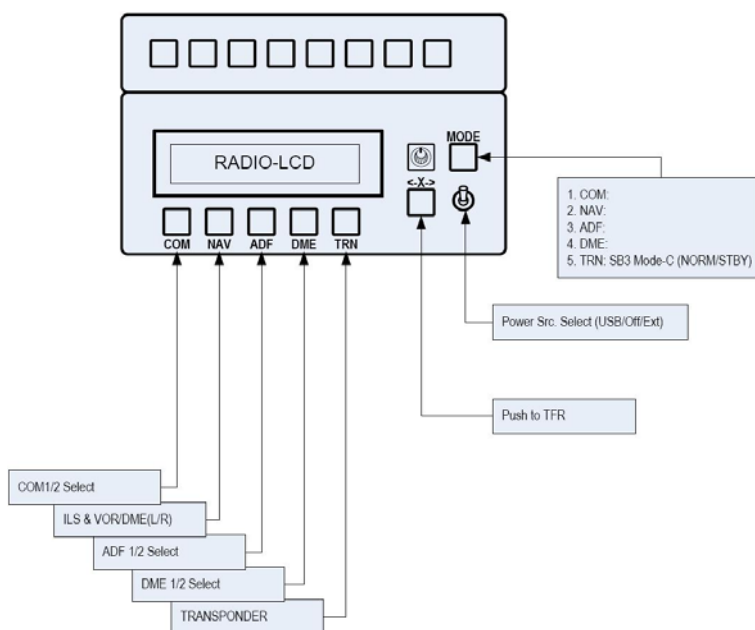 MODE
RADIO-LCD
<-X->
COM NAV ADF DME TRN
1. COM:
2. NAV:
3. ADF:
4. DME:
5. TRN: SB3 Mode-C (NORM/STBY)
Power Src. Select (USB/Off/Ext)
Push to TFR
COM1/2 Select
ILS & VOR/DME(L/R)
ADF 1/2 Select
DME 1/2 Select
TRANSPONDER